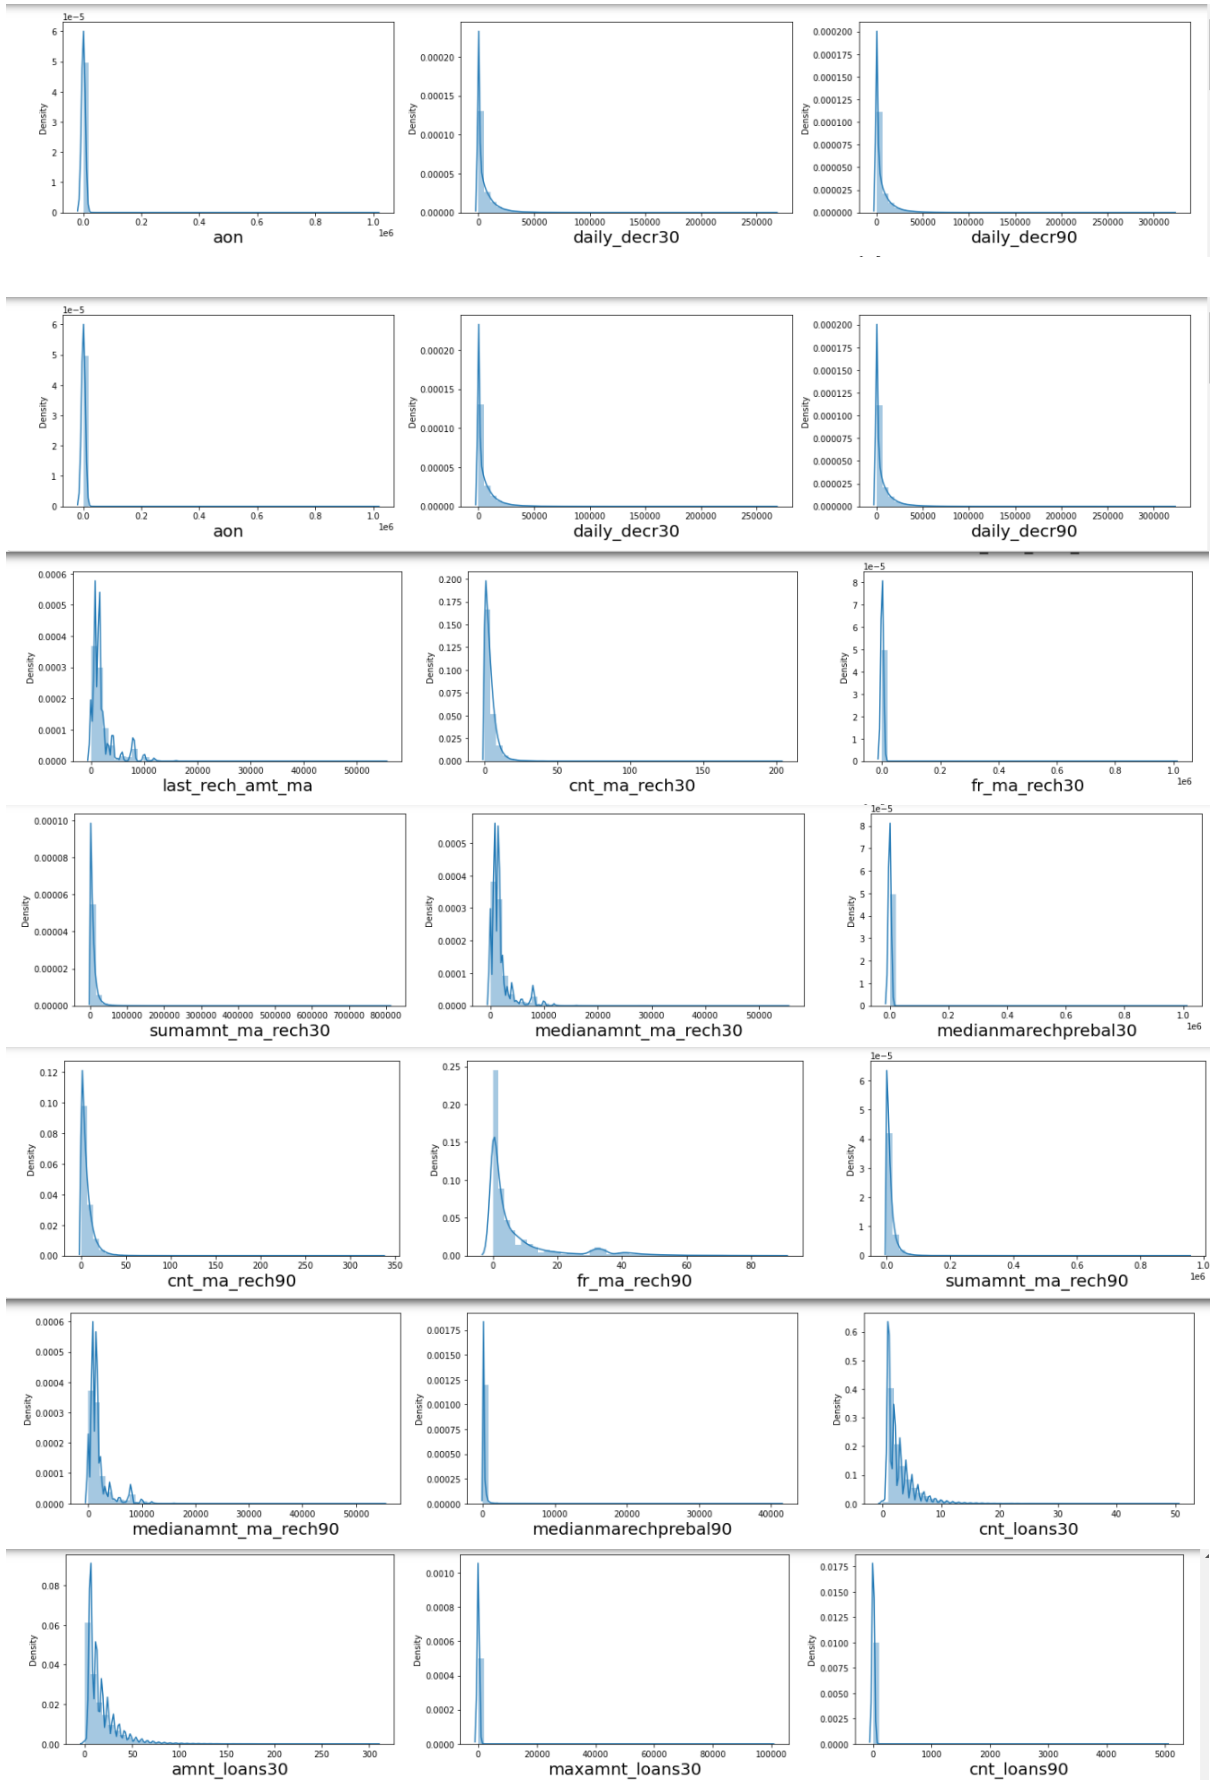 1e−5
6
5
4
3
2
1
0
Density
0.0 0.2 0.4 0.6 0.8 1.0
1e6
aon
0.00020
0.00015
0.00010
0.00005
0.00000
Density
0 50000 100000 150000 200000 250000
daily_decr30
0.000200
0.000175
0.000150
0.000125
0.000100
0.000075
0.000050
0.000025
0.000000
Density
0 50000 100000 150000 200000 250000 300000
daily_decr90
1e−5
6
5
4
3
2
1
0
Density
0.0 0.2 0.4 0.6 0.8 1.0
1e6
aon
0.00020
0.00015
0.00010
0.00005
0.00000
Density
0 50000 100000 150000 200000 250000
daily_decr30
0.000200
0.000175
0.000150
0.000125
0.000100
0.000075
0.000050
0.000025
0.000000
Density
0 50000 100000 150000 200000 250000 300000
daily_decr90
0.0006
0.0005
0.0004
0.0003
0.0002
0.0001
0.0000
Density
0 10000 20000 30000 40000 50000
last_rech_amt_ma
0.200
0.175
0.150
0.125
0.100
0.075
0.050
0.025
0.000
Density
0 50 100 150 200
cnt_ma_rech30
1e−5
8
7
6
5
4
3
2
1
0
Density
0.0 0.2 0.4 0.6 0.8 1.0
1e6
fr_ma_rech30
0.00010
0.00008
0.00006
0.00004
0.00002
0.00000
Density
0 100000 200000 300000 400000 500000 600000 700000 800000
sumamnt_ma_rech30
0.0005
0.0004
0.0003
0.0002
0.0001
0.0000
Density
0 10000 20000 30000 40000 50000
medianamnt_ma_rech30
1e−5
8
7
6
5
4
3
2
1
0
Density
0.0 0.2 0.4 0.6 0.8 1.0
1e6
medianmarechprebal30
0.12
0.10
0.08
0.06
0.04
0.02
0.00
Density
0 50 100 150 200 250 300 350
cnt_ma_rech90
0.25
0.20
0.15
0.10
0.05
0.00
Density
0 20 40 60 80
fr_ma_rech90
1e−5
6
5
4
3
2
1
0
Density
0.0 0.2 0.4 0.6 0.8 1.0
1e6
sumamnt_ma_rech90
0.0006
0.0005
0.0004
0.0003
0.0002
0.0001
0.0000
Density
0 10000 20000 30000 40000 50000
medianamnt_ma_rech90
0.00175
0.00150
0.00125
0.00100
0.00075
0.00050
0.00025
0.00000
Density
0 10000 20000 30000 40000
medianmarechprebal90
0.6
0.5
0.4
0.3
0.2
0.1
0.0
Density
0 10 20 30 40 50
cnt_loans30
0.08
0.06
0.04
0.02
0.00
Density
0 50 100 150 200 250 300
amnt_loans30
0.0010
0.0008
0.0006
0.0004
0.0002
0.0000
Density
0 20000 40000 60000 80000 100000
maxamnt_loans30
0.0175
0.0150
0.0125
0.0100
0.0075
0.0050
0.0025
0.0000
Density
0 1000 2000 3000 4000 5000
cnt_loans90